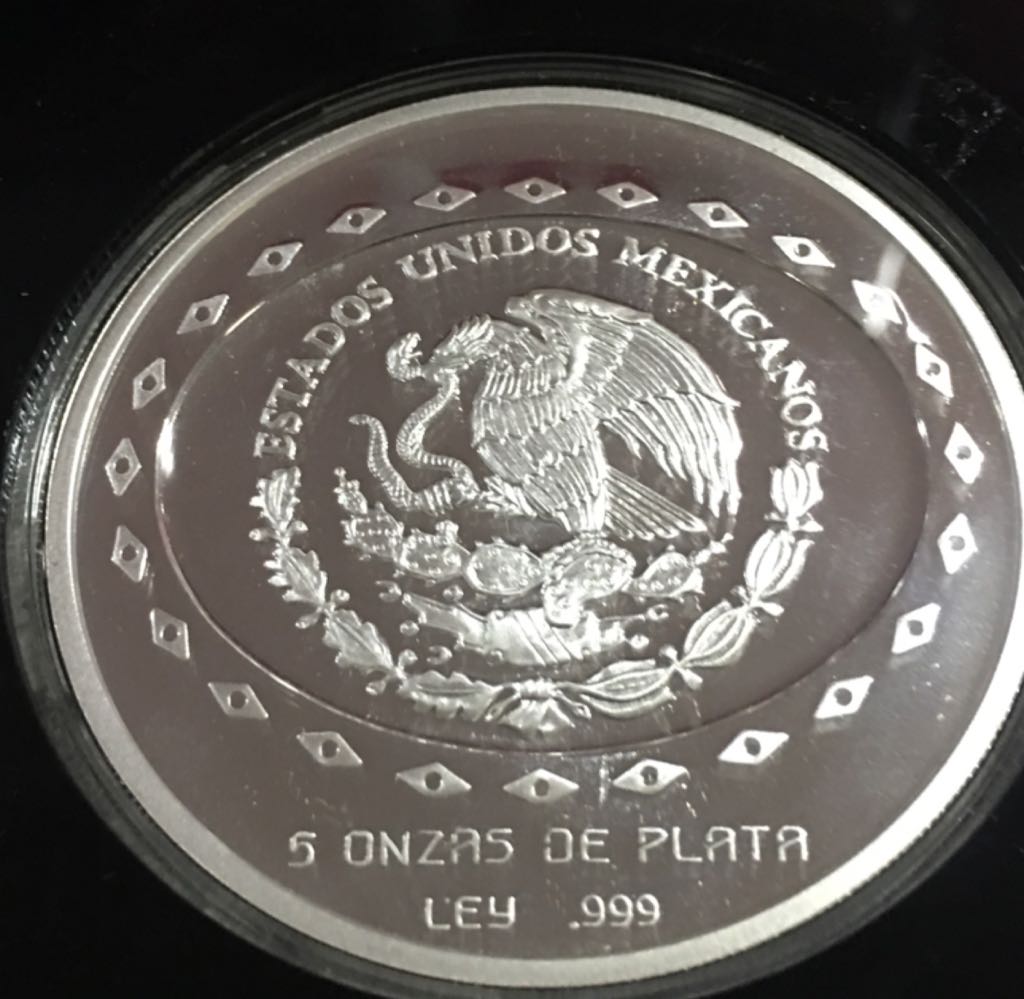 ESTADOS UNIDOS MEXICANOS
5 ONZAS DE PLATA
LEY .999